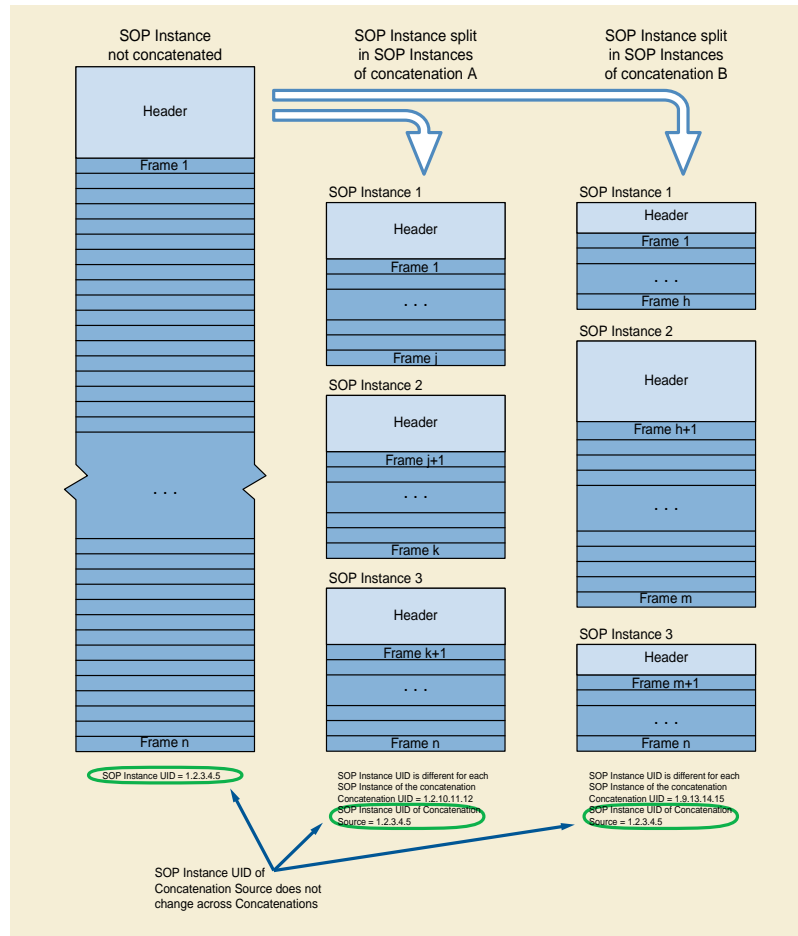 SOP Instance
not concatenated
Header
Frame 1
. . .
Frame n
SOP Instance UID = 1.2.3.4.5
SOP Instance split
in SOP Instances
of concatenation A
SOP Instance 1
Header
Frame 1
. . .
Frame j
SOP Instance 2
Header
Frame j+1
. . .
Frame k
SOP Instance 3
Header
Frame k+1
. . .
Frame n
SOP Instance UID is different for each
SOP Instance of the concatenation
Concatenation UID = 1.2.10.11.12
SOP Instance UID of Concatenation
Source = 1.2.3.4.5
SOP Instance split
in SOP Instances
of concatenation B
SOP Instance 1
Header
Frame 1
. . .
Frame h
SOP Instance 2
Header
Frame h+1
. . .
Frame m
SOP Instance 3
Header
Frame m+1
. . .
Frame n
SOP Instance UID is different for each
SOP Instance of the concatenation
Concatenation UID = 1.9.13.14.15
SOP Instance UID of Concatenation
Source = 1.2.3.4.5
SOP Instance UID of
Concatenation Source does not
change across Concatenations